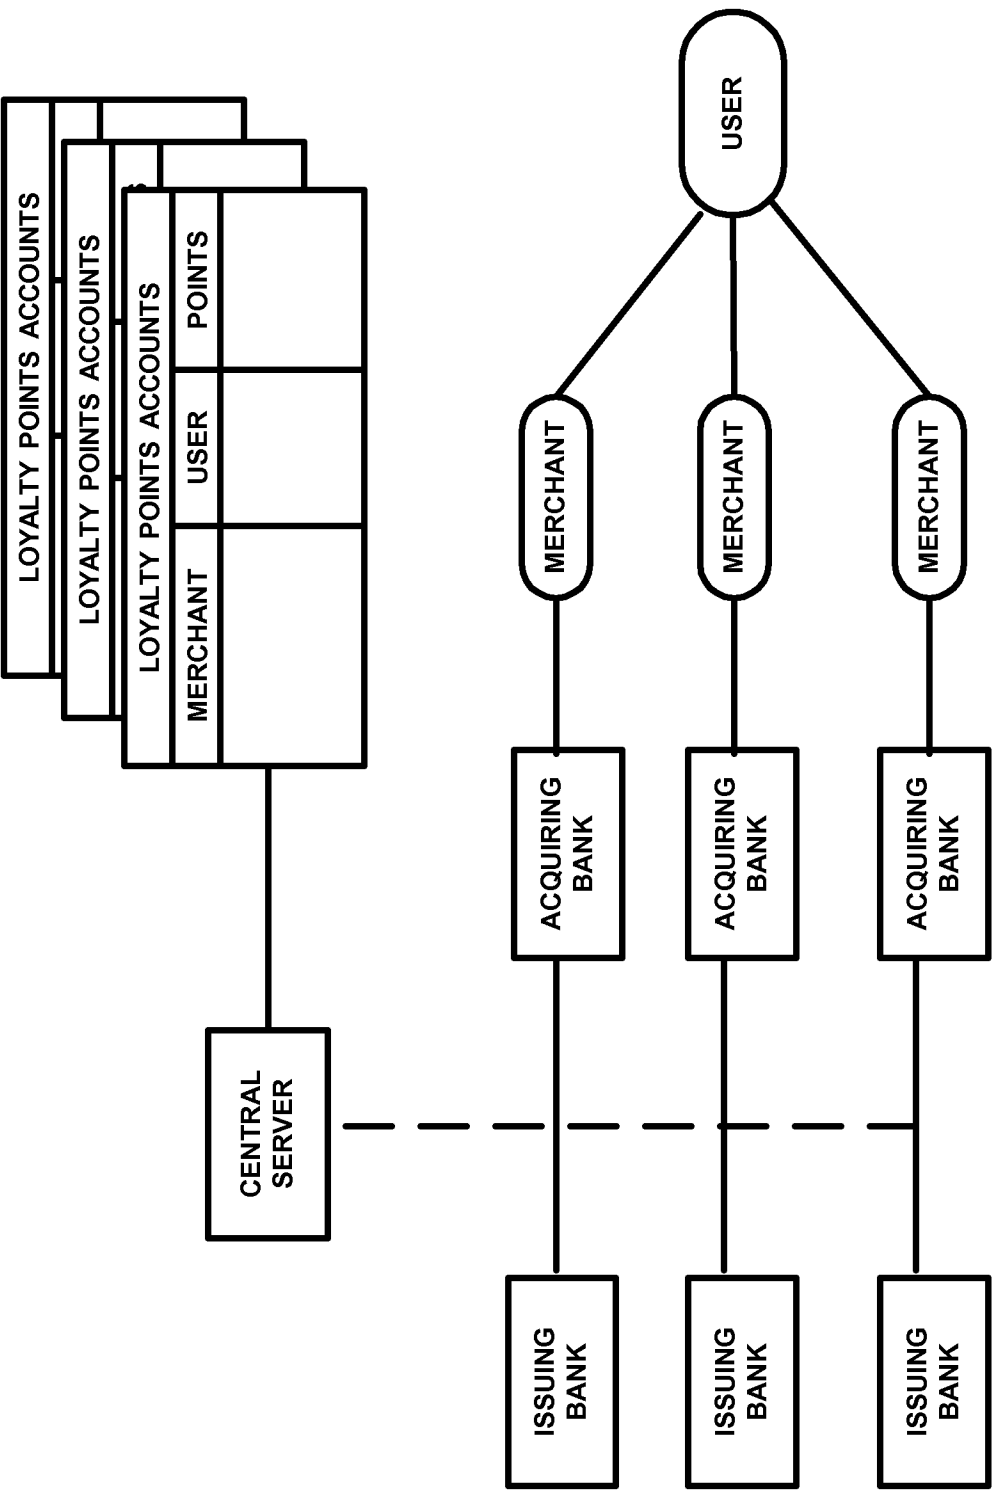 LOYALTY POINTS ACCOUNTS
LOYALTY POINTS ACCOUNTS
LOYALTY POINTS ACCOUNTS
MERCHANT USER POINTS
CENTRAL
SERVER
ISSUING
BANK
ACQUIRING
BANK
MERCHANT
ISSUING
BANK
ACQUIRING
BANK
MERCHANT
USER
ISSUING
BANK
ACQUIRING
BANK
MERCHANT